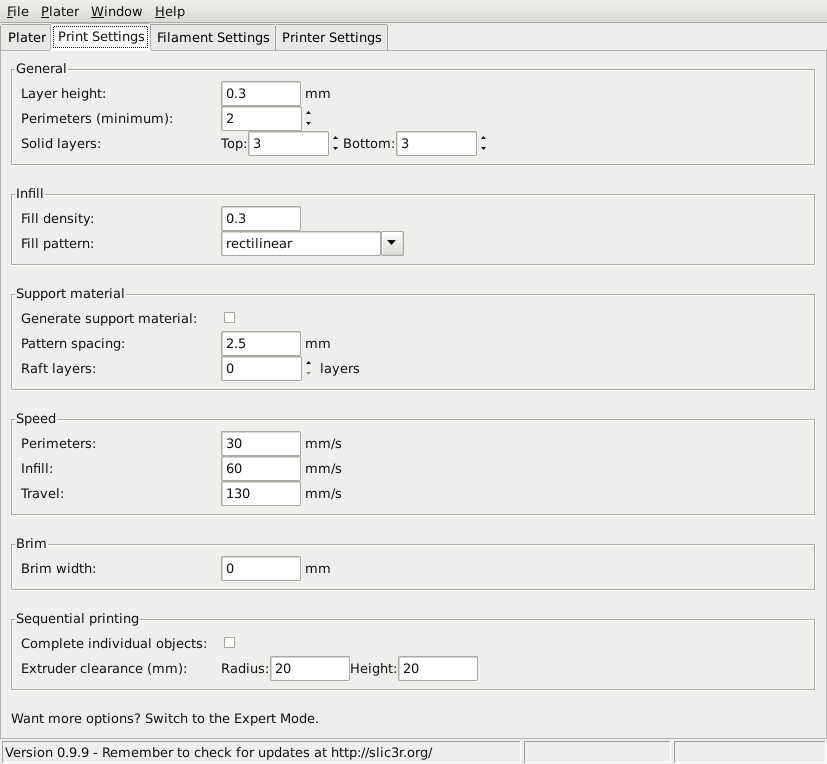 File Plater Window Help
Plater Print Settings Filament Settings Printer Settings
General
Layer height: 0.3 mm
Perimeters (minimum): 2
Solid layers: Top: 3 Bottom: 3
Infill
Fill density: 0.3
Fill pattern: rectilinear
Support material
Generate support material:
Pattern spacing: 2.5 mm
Raft layers: 0 layers
Speed
Perimeters: 30 mm/s
Infill: 60 mm/s
Travel: 130 mm/s
Brim
Brim width: 0 mm
Sequential printing
Complete individual objects:
Extruder clearance (mm): Radius: 20 Height: 20
Want more options? Switch to the Expert Mode.
Version 0.9.9 - Remember to check for updates at http://slic3r.org/